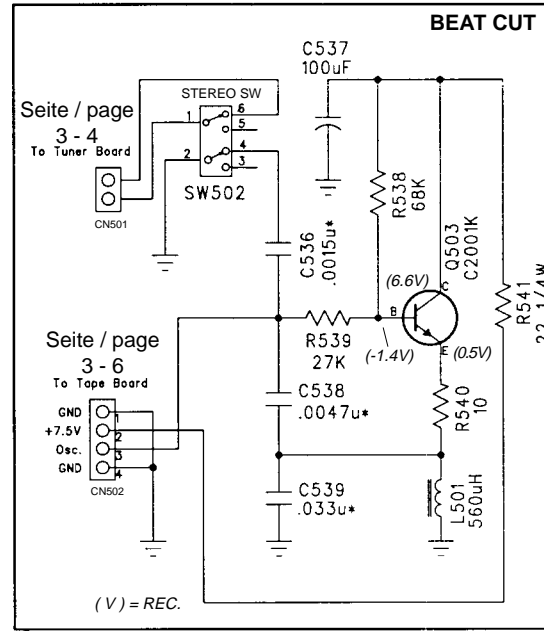 BEAT CUT
C537
100uF
STEREO SW
Seite / page
3 - 4
To Tuner Board
1
6
5
2
4
3
SW502
CN501
R538
68K
Q503
C2001K
C536
.0015u*
(6.6V)
C
B
E
R541
22 1/4W
R539
27K
(-1.4V)
(0.5V)
Seite / page
3 - 6
To Tape Board
C538
.0047u*
R540
10
GND
1
+7.5V
2
Osc.
3
GND
4
CN502
C539
.033u*
L501
560uH
( V ) = REC.